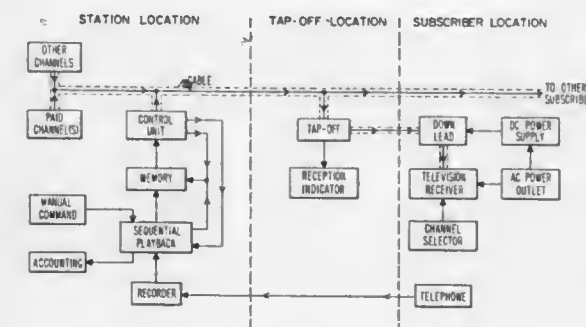 STATION LOCATION
TAP-OFF LOCATION
SUBSCRIBER LOCATION
OTHER
CHANNELS
CABLE
TO OTHER
SUBSCRIBE
PAID
CHANNEL(S)
CONTROL
UNIT
TAP-OFF
DOWN
LEAD
DC POWER
SUPPLY
MEMORY
RECEPTION
INDICATOR
TELEVISION
RECEIVER
AC POWER
OUTLET
MANUAL
COMMAND
SEQUENTIAL
PLAYBACK
CHANNEL
SELECTOR
ACCOUNTING
RECORDER
TELEPHONE